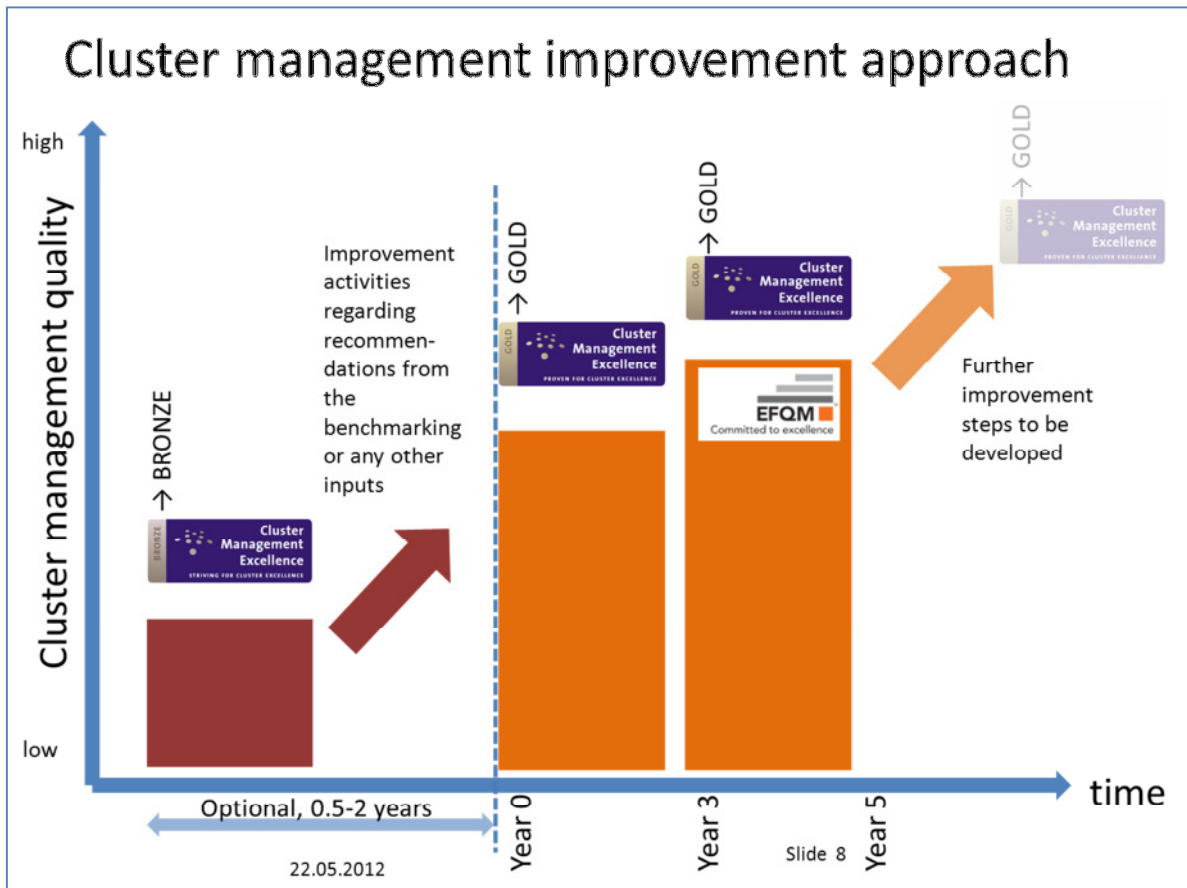 Cluster management improvement approach
high
Cluster management quality
low
→ BRONZE
BRONZE
Cluster
Management
Excellence
STRIVING FOR CLUSTER EXCELLENCE
Improvement
activities
regarding
recommen-
dations from
the
benchmarking
or any other
inputs
→ GOLD
GOLD
Cluster
Management
Excellence
PROVEN FOR CLUSTER EXCELLENCE
→ GOLD
GOLD
Cluster
Management
Excellence
PROVEN FOR CLUSTER EXCELLENCE
EFQM
Committed to excellence
→ GOLD
GOLD
Cluster
Management
Excellence
PROVEN FOR CLUSTER EXCELLENCE
Further
improvement
steps to be
developed
time
Optional, 0.5-2 years
Year 0
Year 3
Year 5
22.05.2012
Slide 8